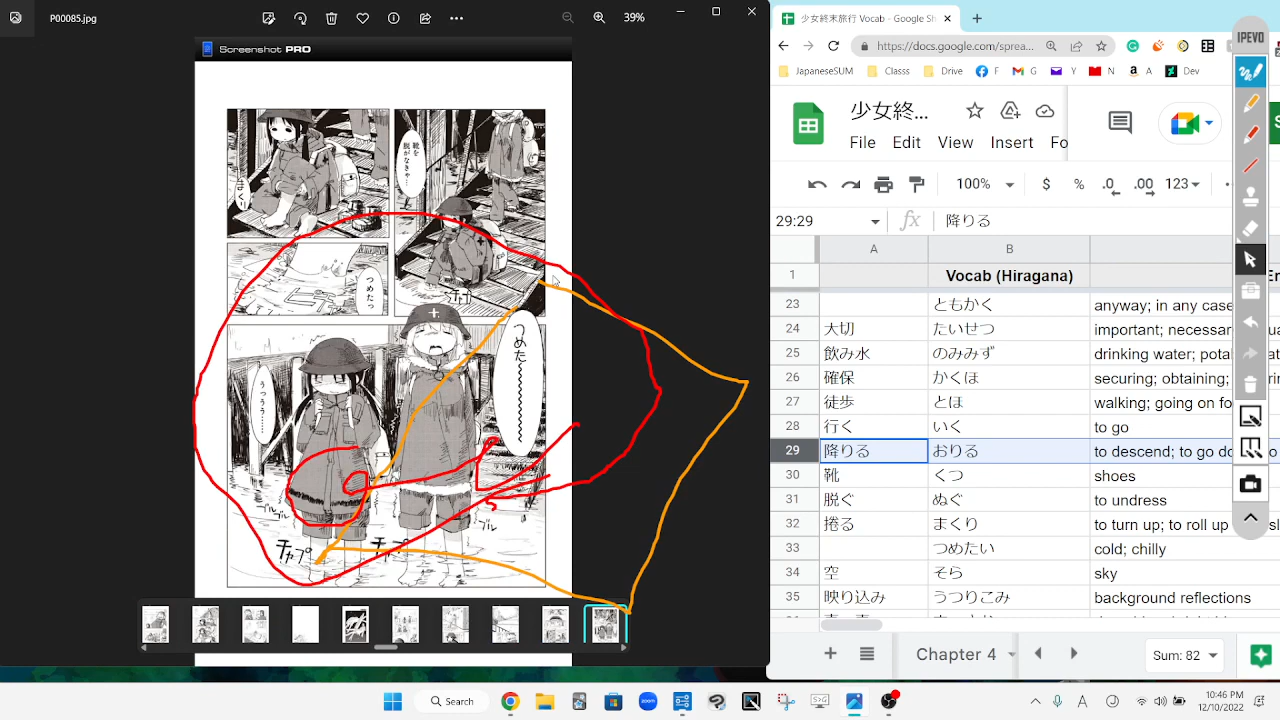 P00085.jpg
39%
Screenshot PRO
靴を
脱がなきゃ…
まくり
つめたっ
つめた〜〜〜〜〜
うっうう…
ブルブル
ブル
チャプ
チャプ
少女終末旅行 Vocab - Google Sh
https://docs.google.com/sprea...
JapaneseSUM
Classs
Drive
F
G
Y
N
A
Dev
IPEVO
少女終...
File
Edit
View
Insert
Fo
100%
$
%
.0
.00
123
29:29
fx
降りる
A
B
1
Vocab (Hiragana)
23
ともかく
anyway; in any case
24
大切
たいせつ
important; necessar
25
飲み水
のみみず
drinking water; pota
26
確保
かくほ
securing; obtaining;
27
徒歩
とほ
walking; going on fo
28
行く
いく
to go
29
降りる
おりる
to descend; to go do
30
靴
くつ
shoes
31
脱ぐ
ぬぐ
to undress
32
捲る
まくり
to turn up; to roll up
33
つめたい
cold; chilly
34
空
そら
sky
35
映り込み
うつりこみ
background reflections
Chapter 4
Sum: 82
Search
zoom
A
10:46 PM
12/10/2022